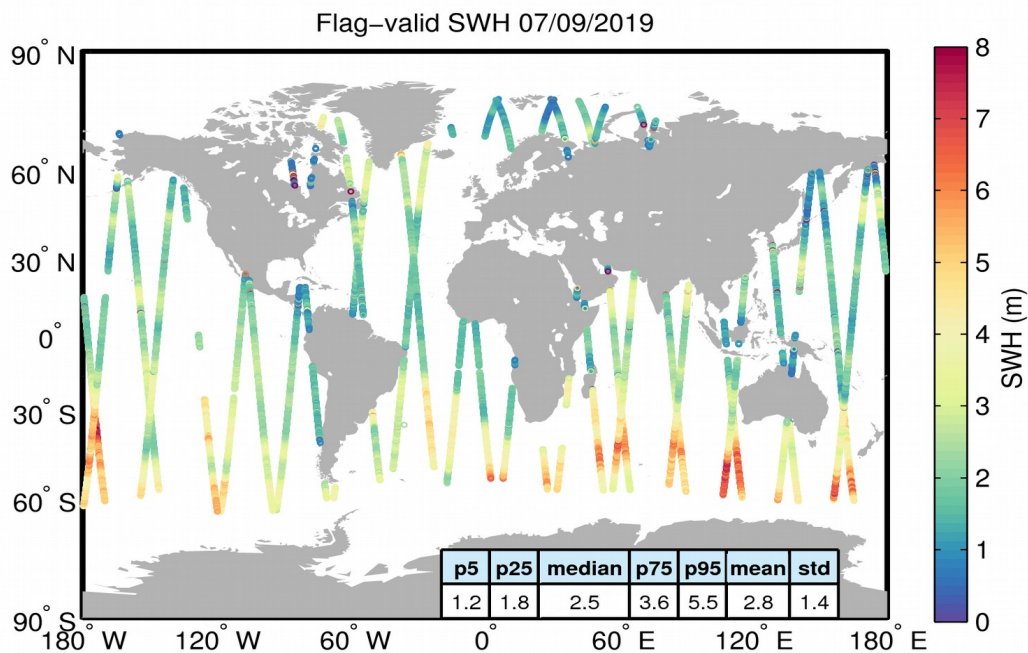 Flag−valid SWH 07/09/2019
90° N
60° N
30° N
0°
30° S
60° S
90° S
180° W
120° W
60° W
0°
60° E
120° E
180° E
8
7
6
5
4
3
2
1
0
SWH (m)
p5 p25 median p75 p95 mean std
1.2 1.8 2.5 3.6 5.5 2.8 1.4